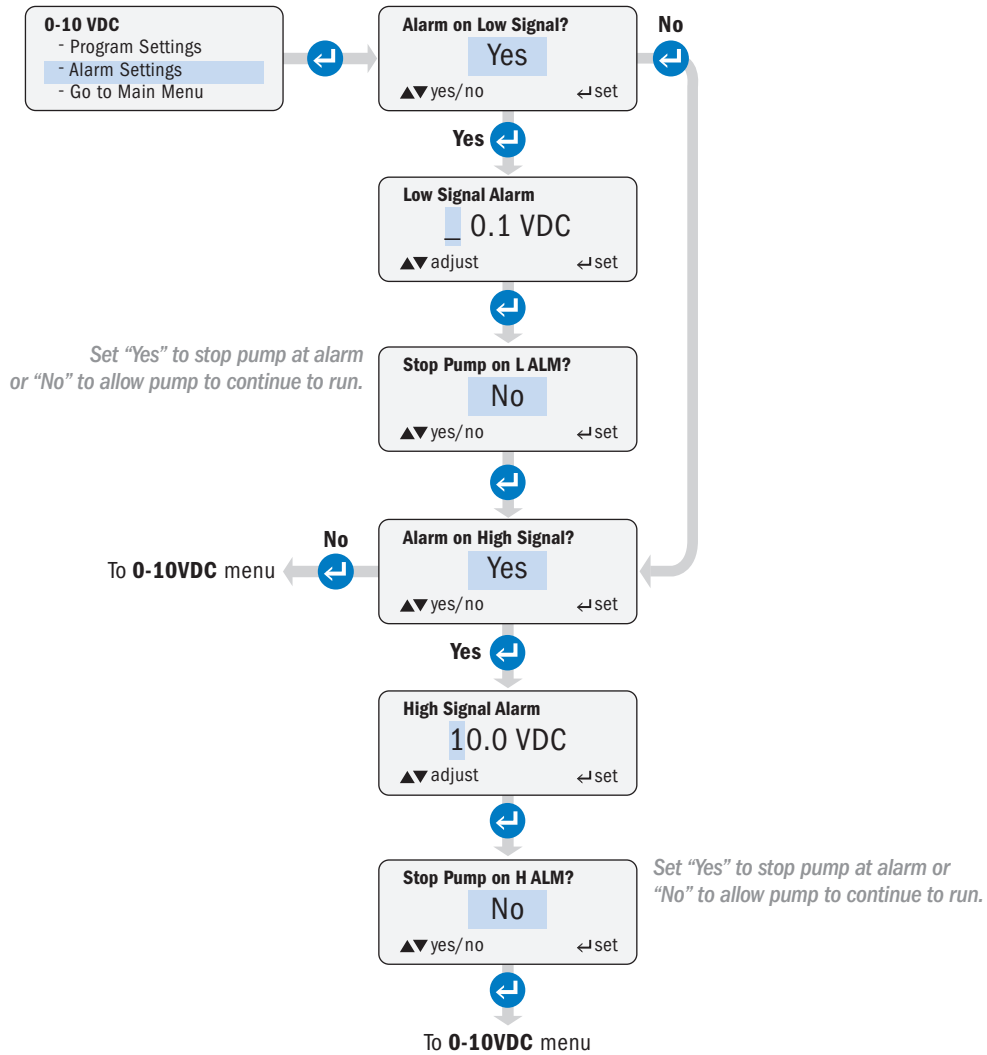 0-10 VDC
- Program Settings
- Alarm Settings
- Go to Main Menu
Alarm on Low Signal?
Yes
▲▼ yes/no ↵ set
No
Yes
Low Signal Alarm
_ 0.1 VDC
▲▼ adjust ↵ set
Set “Yes” to stop pump at alarm
or “No” to allow pump to continue to run.
Stop Pump on L ALM?
No
▲▼ yes/no ↵ set
Alarm on High Signal?
Yes
▲▼ yes/no ↵ set
No
To 0-10VDC menu
Yes
High Signal Alarm
10.0 VDC
▲▼ adjust ↵ set
Stop Pump on H ALM?
No
▲▼ yes/no ↵ set
Set “Yes” to stop pump at alarm or
“No” to allow pump to continue to run.
To 0-10VDC menu